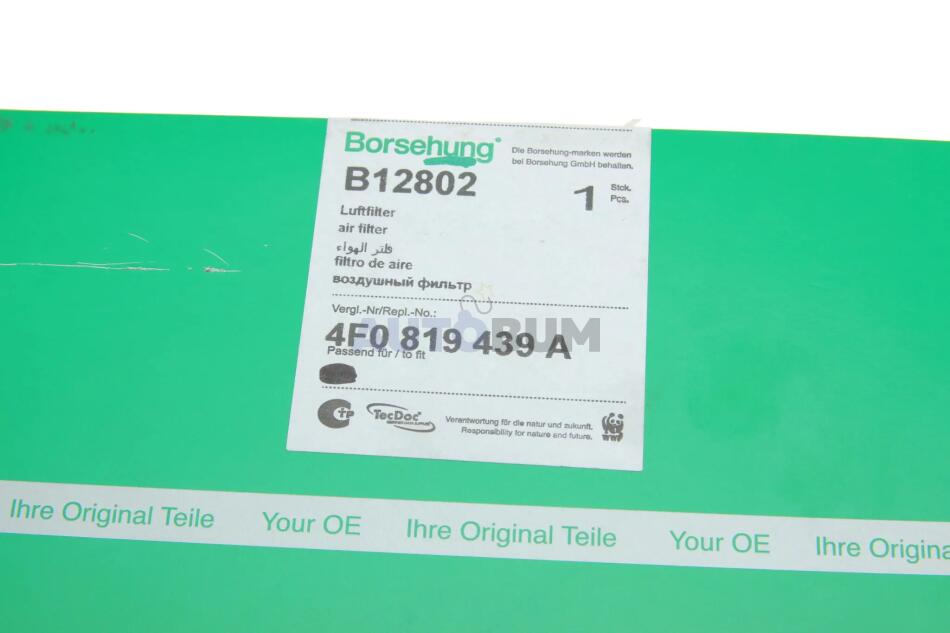 Borsehung
Die Borsehung-marken werden
bei Borsehung GmbH behalten.
B12802
1 Stck.
Pcs.
Luftfilter
air filter
فلتر الهواء
filtro de aire
воздушный фильтр
Vergl.-Nr/Repl.-No.:
4F0 819 439 A
AUTOBUM
Passend für / to fit
TecDoc
Verantwortung für die natur und zukunft.
Responsibility for nature and future.
WWF
Ihre Original Teile Your OE Ihre Original Teile Your OE Ihre Origina